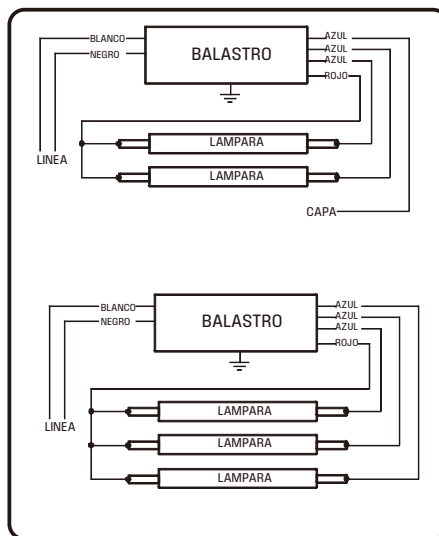 BLANCO
NEGRO
BALASTRO
AZUL
AZUL
AZUL
ROJO
LAMPARA
LINEA
LAMPARA
CAPA
BLANCO
NEGRO
BALASTRO
AZUL
AZUL
AZUL
ROJO
LAMPARA
LINEA
LAMPARA
LAMPARA